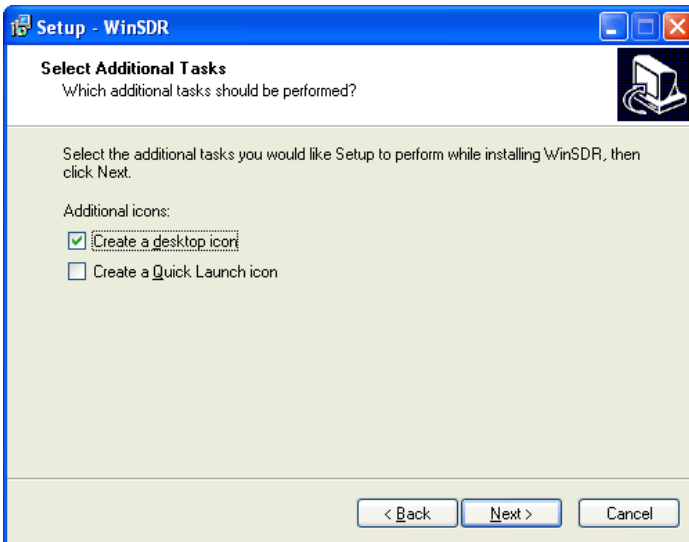 Setup - WinSDR
Select Additional Tasks
Which additional tasks should be performed?
Select the additional tasks you would like Setup to perform while installing WinSDR, then
click Next.
Additional icons:
Create a desktop icon
Create a Quick Launch icon
< Back Next > Cancel